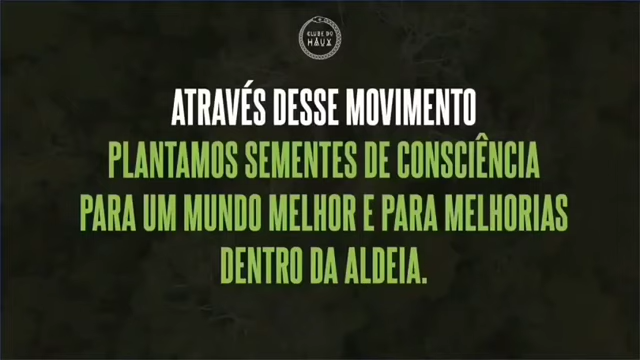 CLUBE DO
HAUX
ATRAVÉS DESSE MOVIMENTO
PLANTAMOS SEMENTES DE CONSCIÊNCIA
PARA UM MUNDO MELHOR E PARA MELHORIAS
DENTRO DA ALDEIA.